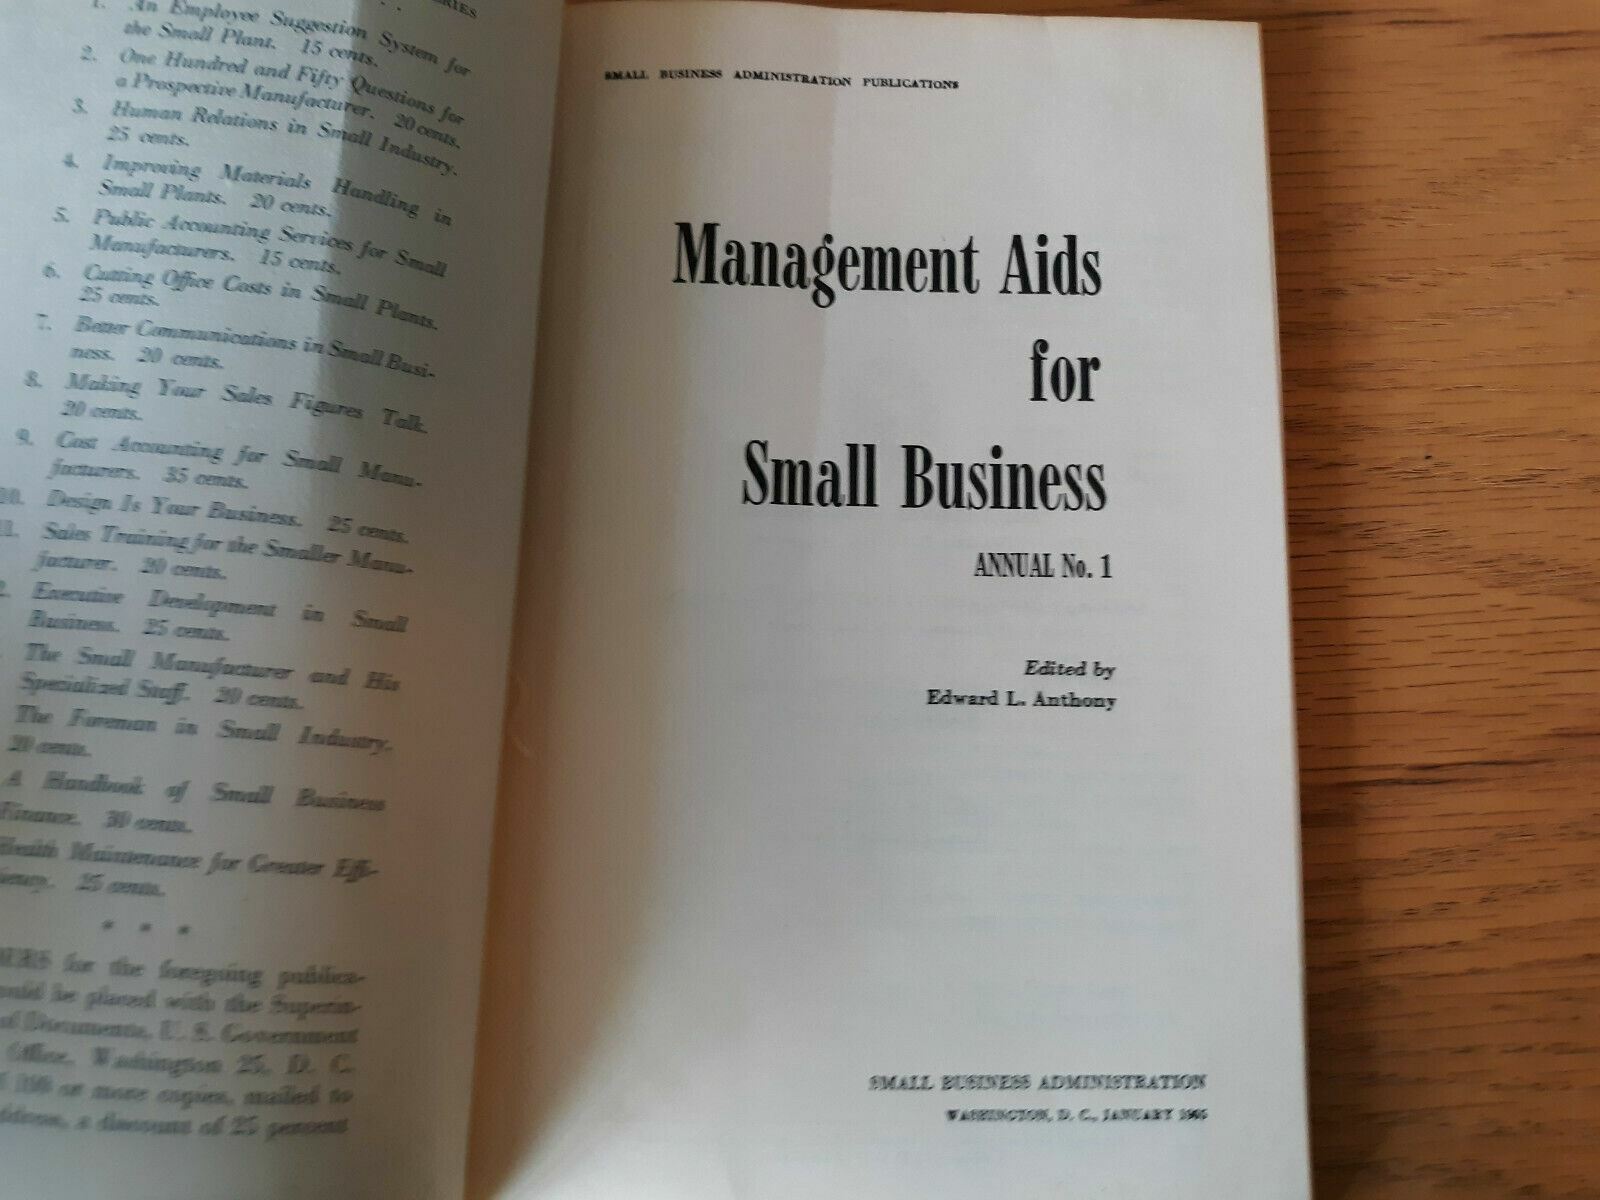 ERIES
1. An Employee Suggestion System for
the Small Plant. 15 cents.
2. One Hundred and Fifty Questions for
a Prospective Manufacturer. 20 cents.
3. Human Relations in Small Industry.
25 cents.
4. Improving Materials Handling in
Small Plants. 20 cents.
5. Public Accounting Services for Small
Manufacturers. 15 cents.
6. Cutting Office Costs in Small Plants.
25 cents.
7. Better Communications in Small Busi-
ness. 20 cents.
8. Making Your Sales Figures Talk.
20 cents.
9. Cost Accounting for Small Manu-
facturers. 35 cents.
10. Design Is Your Business. 25 cents.
11. Sales Training for the Smaller Manu-
facturer. 20 cents.
2. Executive Development in Small
Business. 25 cents.
The Small Manufacturer and His
Specialized Staff. 20 cents.
The Foreman in Small Industry.
20 cents.
A Handbook of Small Business
Finance. 30 cents.
Health Maintenance for Greater Effi-
iency. 25 cents.
* * *
ERS for the foregoing publica-
ould be placed with the Superin-
of Documents, U. S. Government
Office, Washington 25, D. C.
100 or more copies, mailed to
ddress, a discount of 25 percent
SMALL BUSINESS ADMINISTRATION PUBLICATIONS
Management Aids
for
Small Business
ANNUAL No. 1
Edited by
Edward L. Anthony
SMALL BUSINESS ADMINISTRATION
WASHINGTON, D. C., JANUARY